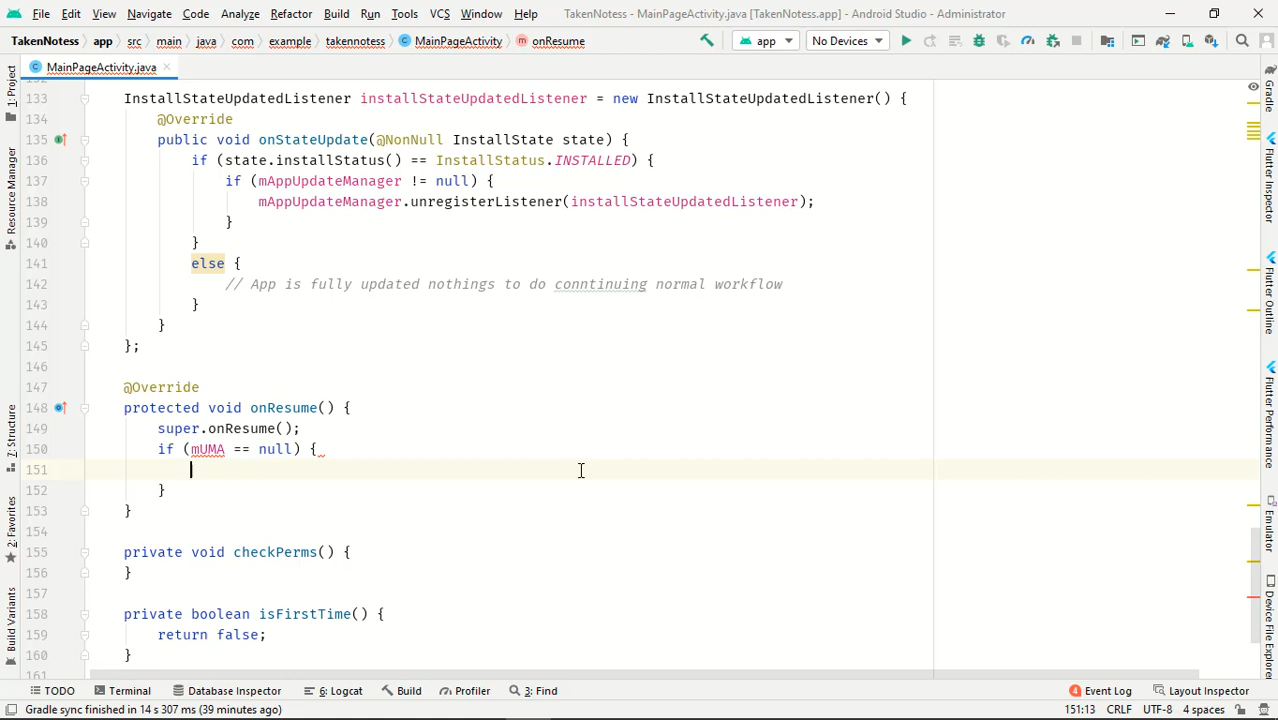 File Edit View Navigate Code Analyze Refactor Build Run Tools VCS Window Help TakenNotess - MainPageActivity.java [TakenNotess.app] - Android Studio - Administrator
TakenNotess app src main java com example takennotess MainPageActivity onResume app No Devices
1: Project
Resource Manager
Z: Structure
2: Favorites
Build Variants
MainPageActivity.java
132
133 InstallStateUpdatedListener installStateUpdatedListener = new InstallStateUpdatedListener() {
134 @Override
135 public void onStateUpdate(@NonNull InstallState state) {
136 if (state.installStatus() == InstallStatus.INSTALLED) {
137 if (mAppUpdateManager != null) {
138 mAppUpdateManager.unregisterListener(installStateUpdatedListener);
139 }
140 }
141 else {
142 // App is fully updated nothings to do conntinuing normal workflow
143 }
144 }
145 };
146
147 @Override
148 protected void onResume() {
149 super.onResume();
150 if (mUMA == null) {
151
152 }
153 }
154
155 private void checkPerms() {
156 }
157
158 private boolean isFirstTime() {
159 return false;
160 }
161
Gradle
Flutter Inspector
Flutter Outline
Flutter Performance
Emulator
Device File Explorer
TODO Terminal Database Inspector 6: Logcat Build Profiler 3: Find 4 Event Log Layout Inspector
Gradle sync finished in 14 s 307 ms (39 minutes ago) 151:13 CRLF UTF-8 4 spaces